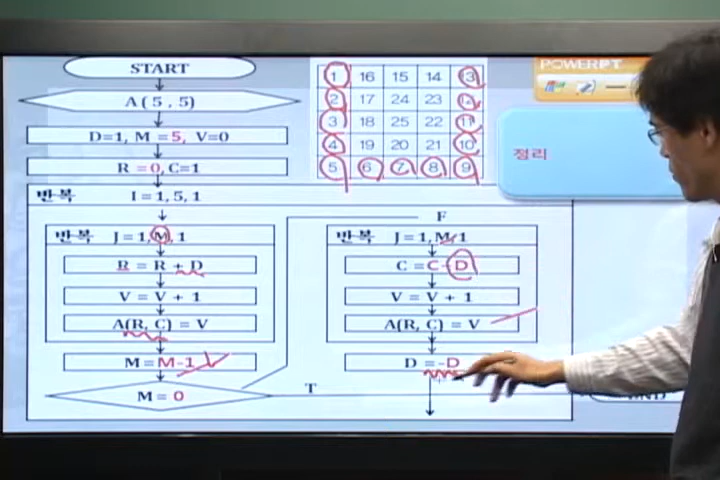 START
A ( 5 , 5 )
D=1, M =5, V=0
R =0, C=1
반복 I = 1, 5, 1
반복 J = 1, M, 1
R = R + D
V = V + 1
A(R, C) = V
M= M-1
M= 0
T
F
반복 J = 1, M, 1
C = C - D
V = V + 1
A(R, C) = V
D = -D
1 16 15 14 13
2 17 24 23 12
3 18 25 22 11
4 19 20 21 10
5 6 7 8 9
POWERPT
정리